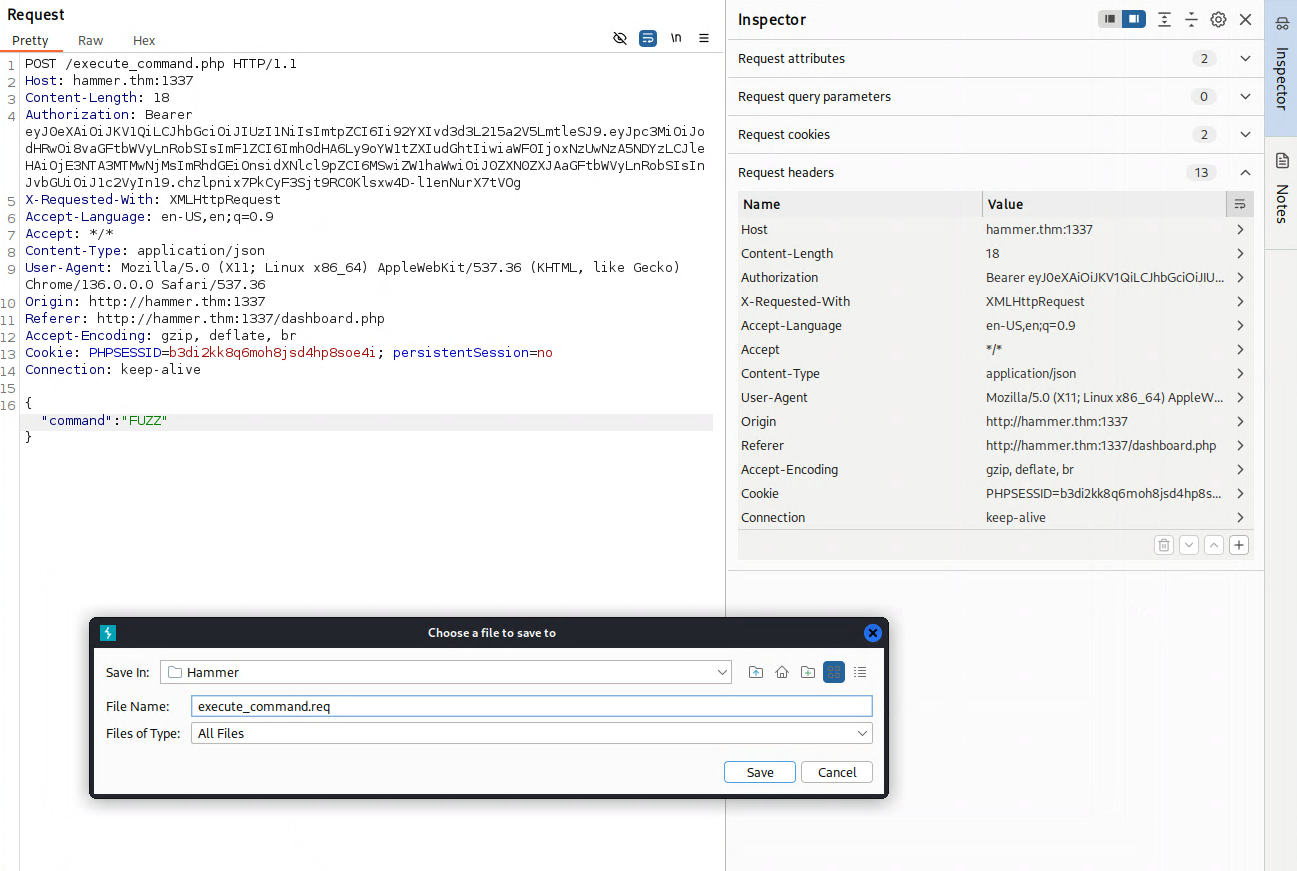 Request
Pretty Raw Hex
\n
1 POST /execute_command.php HTTP/1.1
2 Host: hammer.thm:1337
3 Content-Length: 18
4 Authorization: Bearer
eyJ0eXAiOiJKV1QiLCJhbGciOiJIUzI1NiIsImtpZCI6Ii92YXIvd3d3L215a2V5LmtleSJ9.eyJpc3MiOiJo
dHRwOi8vaGFtbWVyLnRobSIsImF1ZCI6Imh0dHA6Ly9oYW1tZXIudGhtIiwiaWF0IjoxNzUwNzA5NDYzLCJle
HAiOjE3NTA3MTMwNjMsImRhdGEiOnsidXNlcl9pZCI6MSwiZW1haWwiOiJ0ZXN0ZXJAaGFtbWVyLnRobSIsIn
JvbGUiOiJ1c2VyIn19.chzlpnix7PkCyF3Sjt9RC0Klsxw4D-l1enNurX7tVOg
5 X-Requested-With: XMLHttpRequest
6 Accept-Language: en-US,en;q=0.9
7 Accept: */*
8 Content-Type: application/json
9 User-Agent: Mozilla/5.0 (X11; Linux x86_64) AppleWebKit/537.36 (KHTML, like Gecko)
Chrome/136.0.0.0 Safari/537.36
10 Origin: http://hammer.thm:1337
11 Referer: http://hammer.thm:1337/dashboard.php
12 Accept-Encoding: gzip, deflate, br
13 Cookie: PHPSESSID=b3di2kk8q6moh8jsd4hp8soe4i; persistentSession=no
14 Connection: keep-alive
15
16 {
"command":"FUZZ"
}
Inspector
Request attributes 2
Request query parameters 0
Request cookies 2
Request headers 13
Name Value
Host hammer.thm:1337
Content-Length 18
Authorization Bearer eyJ0eXAiOiJKV1QiLCJhbGciOiJIU...
X-Requested-With XMLHttpRequest
Accept-Language en-US,en;q=0.9
Accept */*
Content-Type application/json
User-Agent Mozilla/5.0 (X11; Linux x86_64) AppleW...
Origin http://hammer.thm:1337
Referer http://hammer.thm:1337/dashboard.php
Accept-Encoding gzip, deflate, br
Cookie PHPSESSID=b3di2kk8q6moh8jsd4hp8s...
Connection keep-alive
Inspector
Notes
Choose a file to save to
Save In: Hammer
File Name: execute_command.req
Files of Type: All Files
Save Cancel